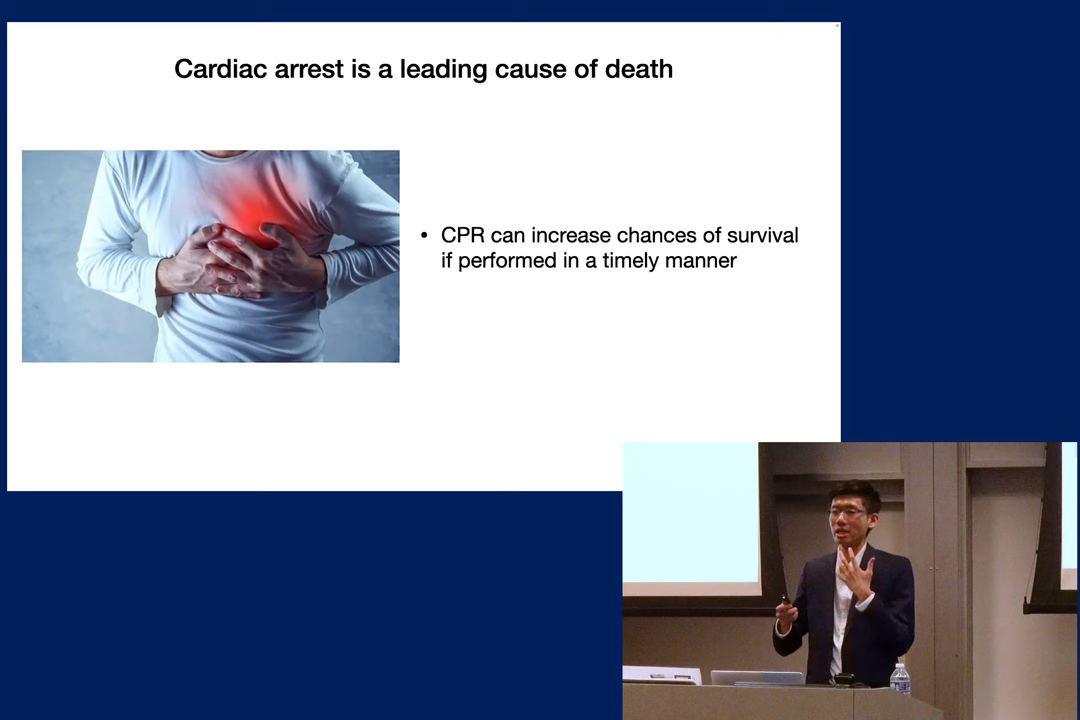 Cardiac arrest is a leading cause of death
• CPR can increase chances of survival
if performed in a timely manner